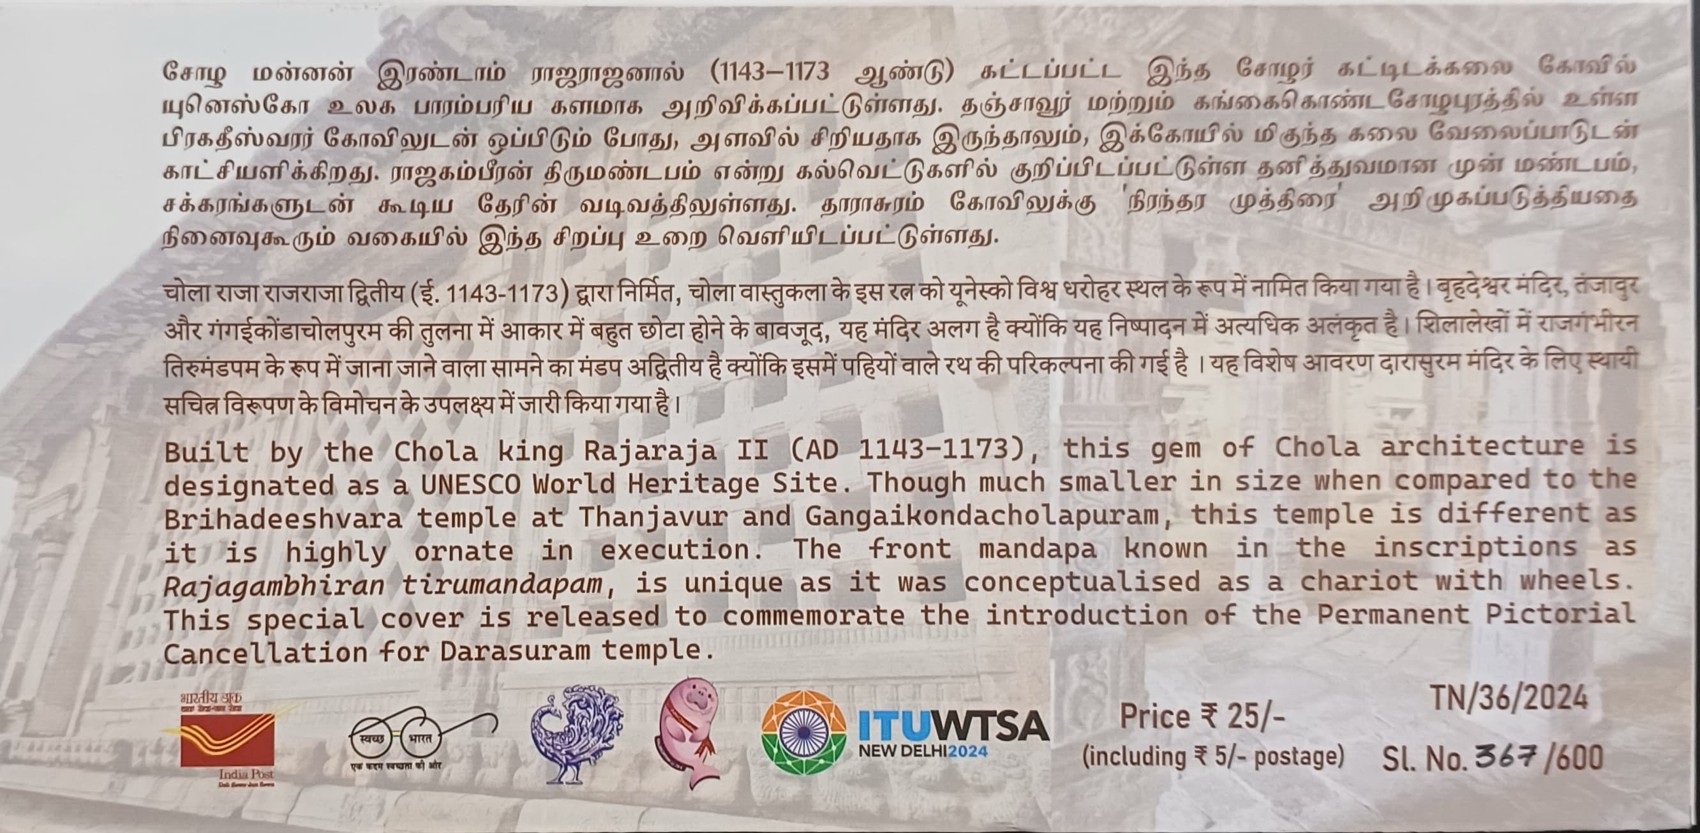 சோழ மன்னன் இரண்டாம் ராஜராஜனால் (1143–1173 ஆண்டு) கட்டப்பட்ட இந்த சோழர் கட்டிடக்கலை கோவில்
யுனெஸ்கோ உலக பாரம்பரிய களமாக அறிவிக்கப்பட்டுள்ளது. தஞ்சாவூர் மற்றும் கங்கைகொண்டசோழபுரத்தில் உள்ள
பிரகதீஸ்வரர் கோவிலுடன் ஒப்பிடும் போது, அளவில் சிறியதாக இருந்தாலும், இக்கோயில் மிகுந்த கலை வேலைப்பாடுடன்
காட்சியளிக்கிறது. ராஜகம்பீரன் திருமண்டபம் என்று கல்வெட்டுகளில் குறிப்பிடப்பட்டுள்ள தனித்துவமான முன் மண்டபம்,
சக்கரங்களுடன் கூடிய தேரின் வடிவத்திலுள்ளது. தாராசுரம் கோவிலுக்கு 'நிரந்தர முத்திரை' அறிமுகப்படுத்தியதை
நினைவுகூரும் வகையில் இந்த சிறப்பு உறை வெளியிடப்பட்டுள்ளது.
चोला राजा राजराजा द्वितीय (ई. 1143-1173) द्वारा निर्मित, चोला वास्तुकला के इस रत्न को यूनेस्को विश्व धरोहर स्थल के रूप में नामित किया गया है। बृहदेश्वर मंदिर, तंजावुर
और गंगईकोंडाचोलपुरम की तुलना में आकार में बहुत छोटा होने के बावजूद, यह मंदिर अलग है क्योंकि यह निष्पादन में अत्यधिक अलंकृत है। शिलालेखों में राजगंभीरन
तिरुमंडपम के रूप में जाना जाने वाला सामने का मंडप अद्वितीय है क्योंकि इसमें पहियों वाले रथ की परिकल्पना की गई है । यह विशेष आवरण दारासुरम मंदिर के लिए स्थायी
सचित्र विरूपण के विमोचन के उपलक्ष्य में जारी किया गया है।
Built by the Chola king Rajaraja II (AD 1143–1173), this gem of Chola architecture is
designated as a UNESCO World Heritage Site. Though much smaller in size when compared to the
Brihadeeshvara temple at Thanjavur and Gangaikondacholapuram, this temple is different as
it is highly ornate in execution. The front mandapa known in the inscriptions as
Rajagambhiran tirumandapam, is unique as it was conceptualised as a chariot with wheels.
This special cover is released to commemorate the introduction of the Permanent Pictorial
Cancellation for Darasuram temple.
भारतीय डाक
India Post
स्वच्छ भारत
एक कदम स्वच्छता की ओर
ITUWTSA
NEW DELHI2024
Price ₹ 25/-
(including ₹ 5/- postage)
TN/36/2024
Sl. No. 367/600